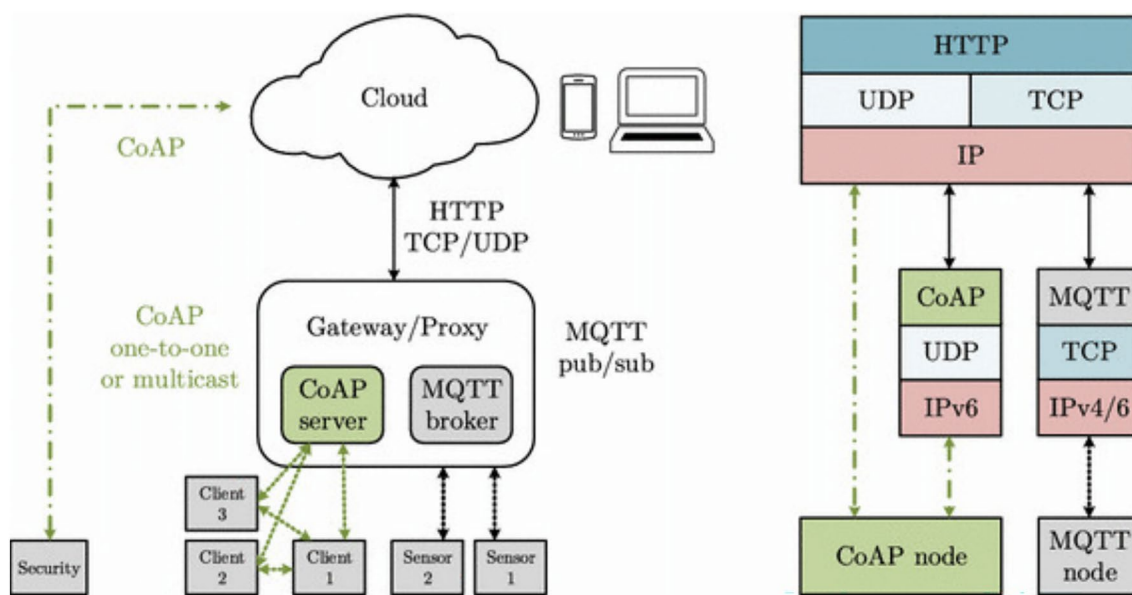 Cloud
CoAP
HTTP
TCP/UDP
CoAP
one-to-one
or multicast
Gateway/Proxy
MQTT
pub/sub
CoAP
server
MQTT
broker
Client
3
Security
Client
2
Client
1
Sensor
2
Sensor
1
HTTP
UDP
TCP
IP
CoAP
MQTT
UDP
TCP
IPv6
IPv4/6
CoAP node
MQTT
node